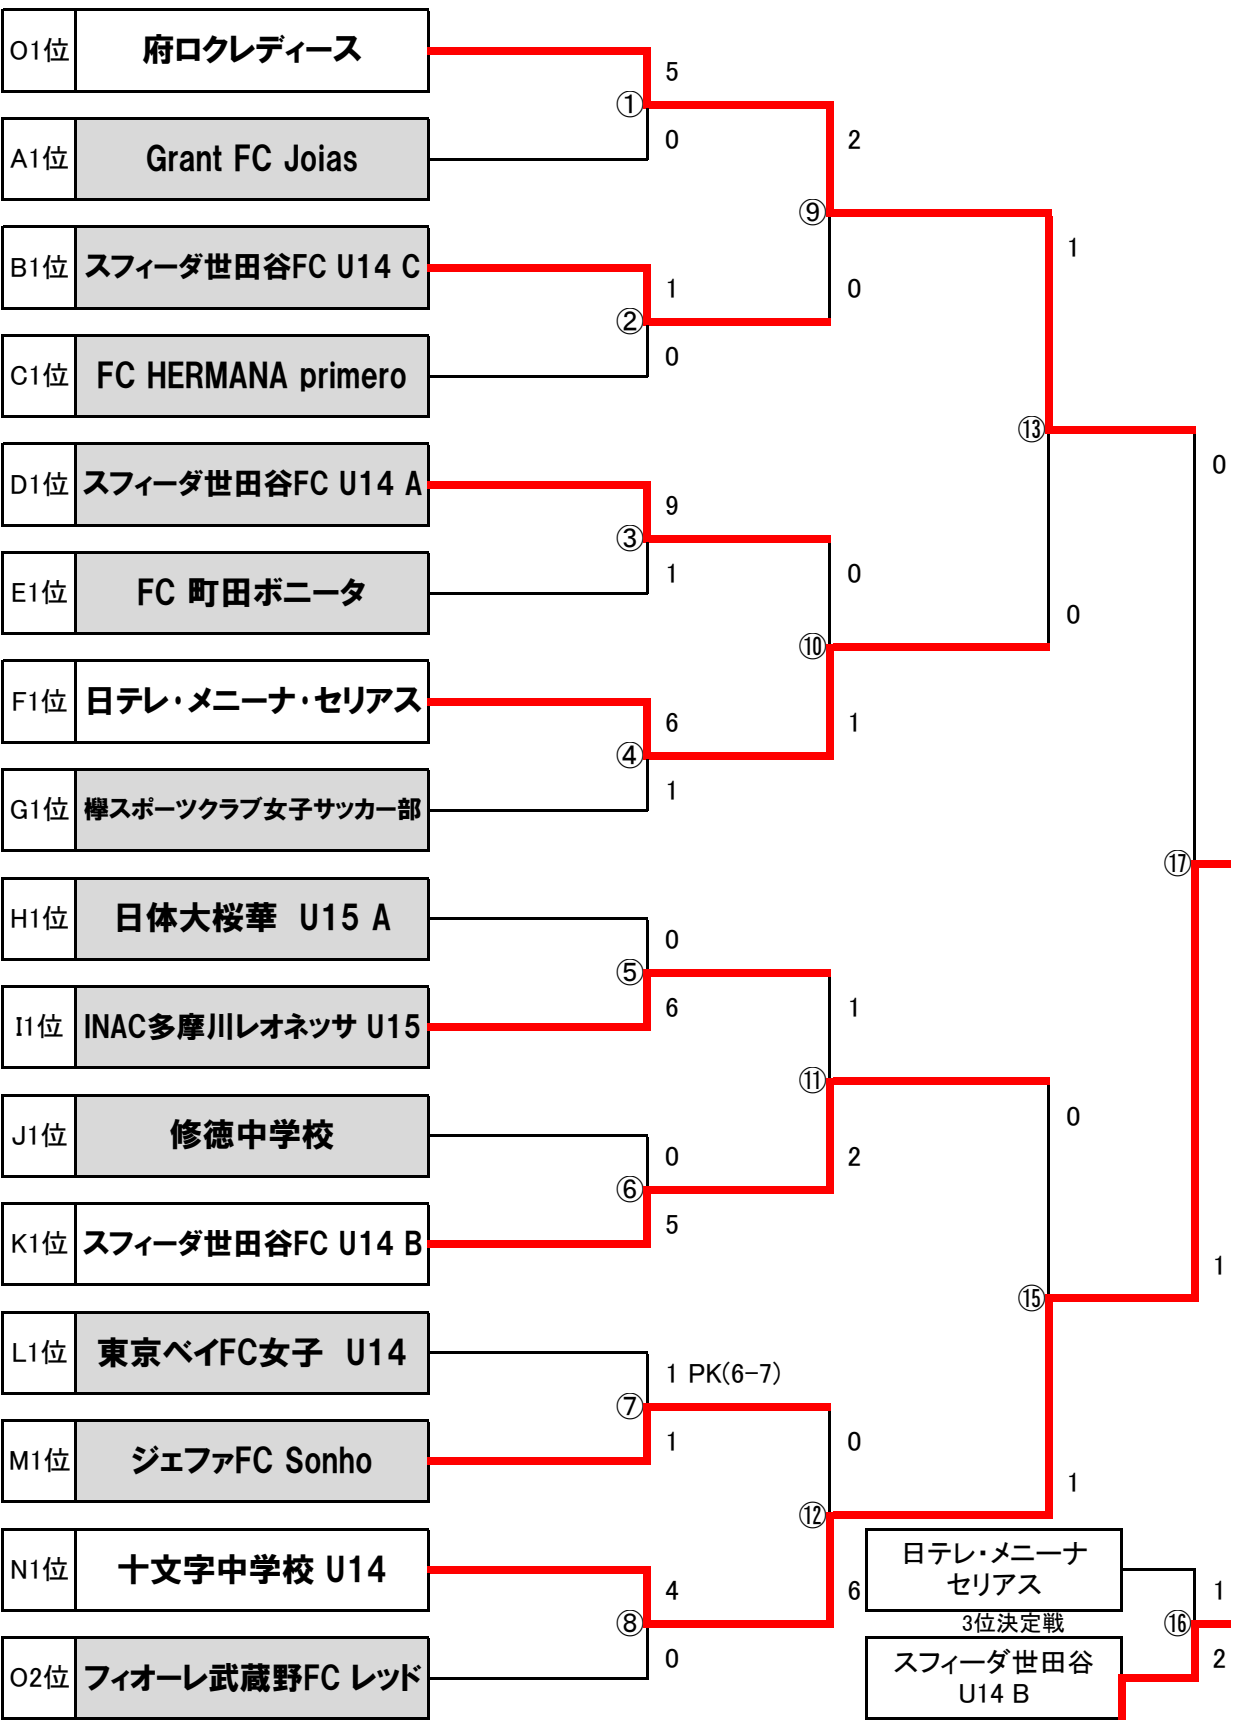 O1位 府ロクレディース
5
①
0
2
A1位 Grant FC Joias
⑨
1
B1位 スフィーダ世田谷FC U14 C
1
0
②
0
C1位 FC HERMANA primero
⑬
0
D1位 スフィーダ世田谷FC U14 A
9
③
1
0
E1位 FC 町田ボニータ
0
⑩
F1位 日テレ・メニーナ・セリアス
6
1
④
1
G1位 欅スポーツクラブ女子サッカー部
⑰
H1位 日体大桜華 U15 A
0
⑤
6
1
I1位 INAC多摩川レオネッサ U15
⑪
0
J1位 修徳中学校
0
2
⑥
5
K1位 スフィーダ世田谷FC U14 B
1
⑮
L1位 東京ベイFC女子 U14
1 PK(6-7)
⑦
1
0
M1位 ジェファFC Sonho
1
⑫
N1位 十文字中学校 U14
4
6
⑧
0
O2位 フィオーレ武蔵野FC レッド
日テレ・メニーナ
セリアス
1
3位決定戦
⑯
2
スフィーダ世田谷
U14 B